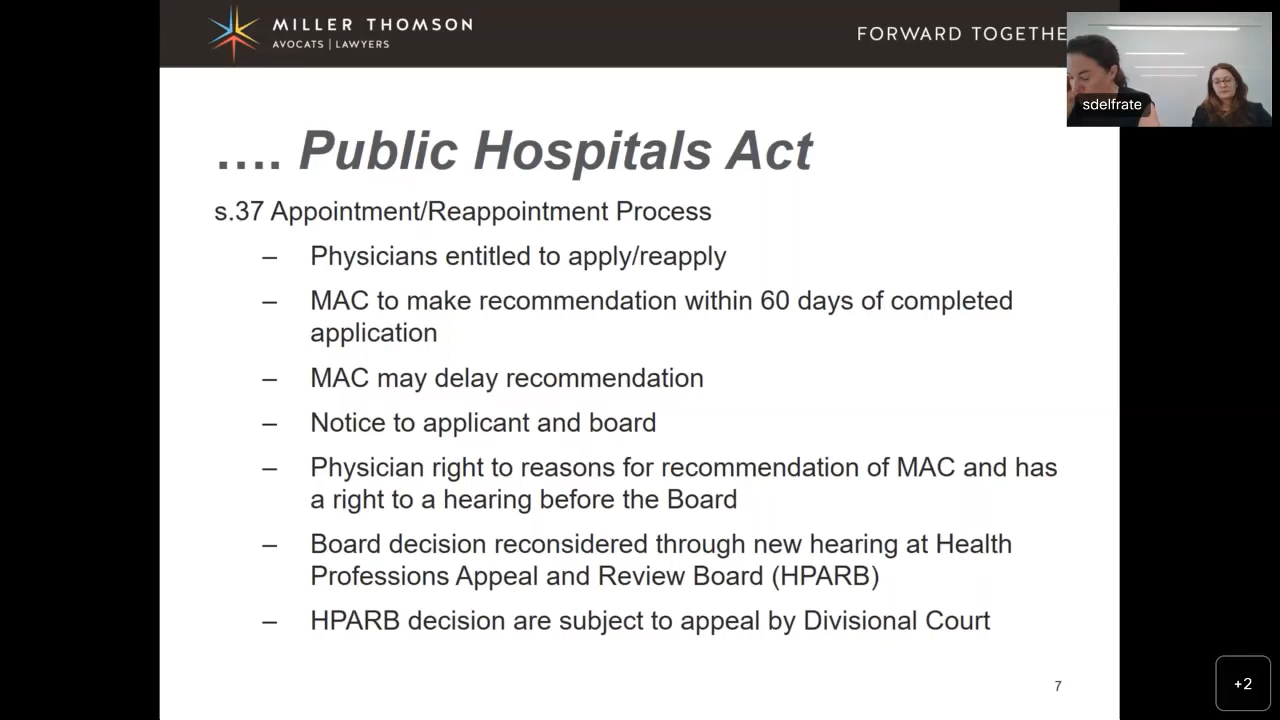 MILLER THOMSON
AVOCATS | LAWYERS
FORWARD TOGETHE
sdelfrate
.... Public Hospitals Act
s.37 Appointment/Reappointment Process
– Physicians entitled to apply/reapply
– MAC to make recommendation within 60 days of completed
application
– MAC may delay recommendation
– Notice to applicant and board
– Physician right to reasons for recommendation of MAC and has
a right to a hearing before the Board
– Board decision reconsidered through new hearing at Health
Professions Appeal and Review Board (HPARB)
– HPARB decision are subject to appeal by Divisional Court
7
+2